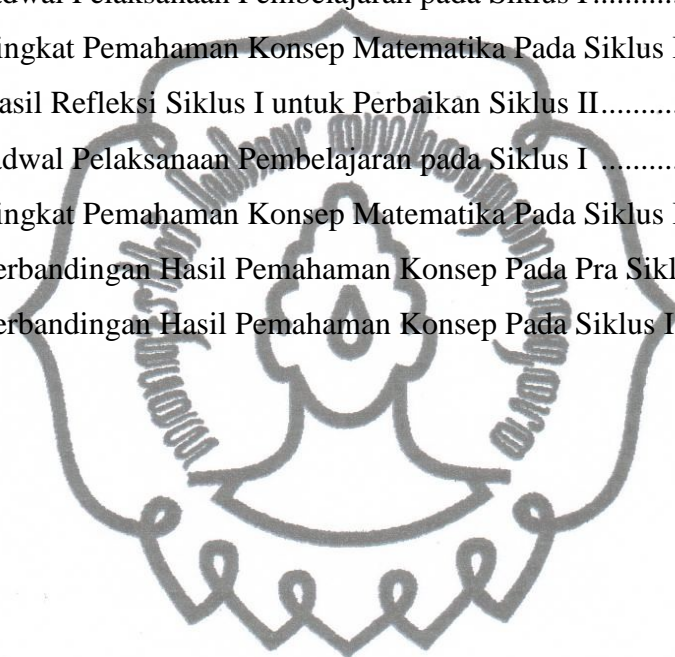 adwal Pelaksanaan Pembelajaran pada Siklus I...........
ingkat Pemahaman Konsep Matematika Pada Siklus I
asil Refleksi Siklus I untuk Perbaikan Siklus II..........
adwal Pelaksanaan Pembelajaran pada Siklus I ..........
ingkat Pemahaman Konsep Matematika Pada Siklus I
erbandingan Hasil Pemahaman Konsep Pada Pra Sikl
erbandingan Hasil Pemahaman Konsep Pada Siklus I